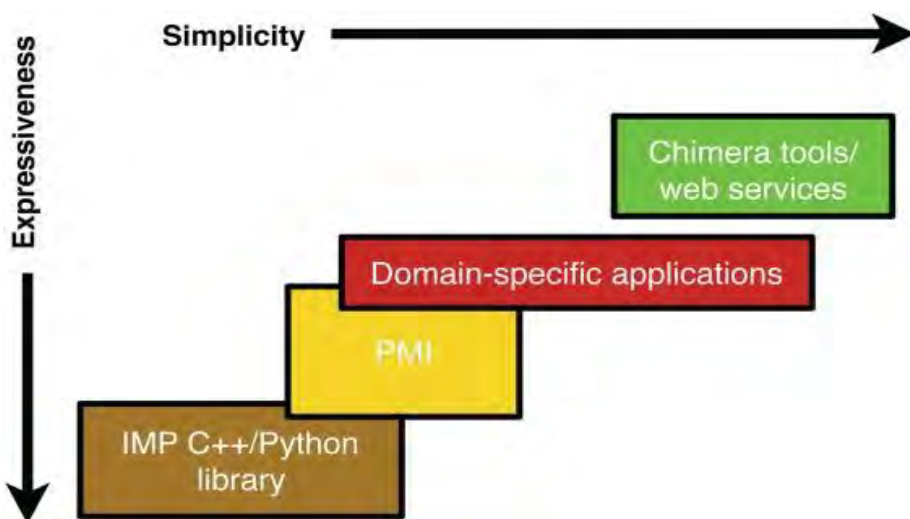 Simplicity
Expressiveness
Chimera tools/
web services
Domain-specific applications
PMI
IMP C++/Python
library